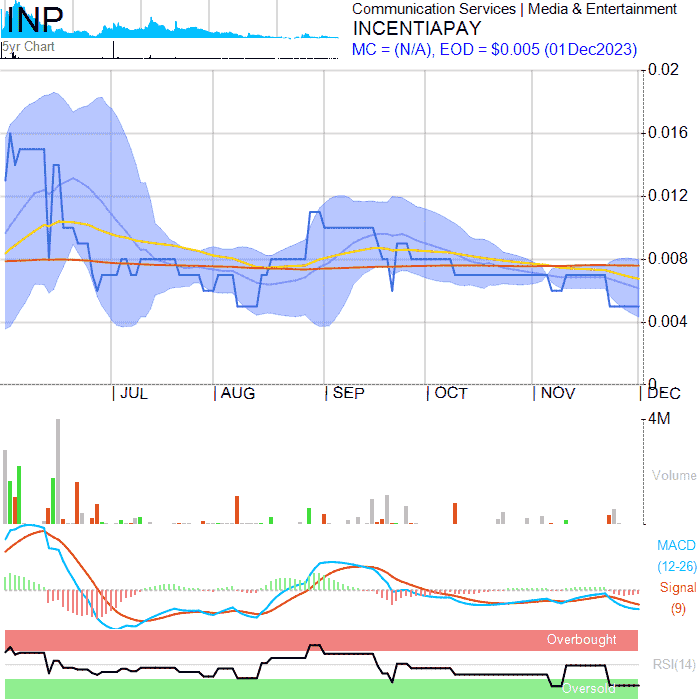 INP
5yr Chart
Communication Services | Media & Entertainment
INCENTIAPAY
MC = (N/A), EOD = $0.005 (01Dec2023)
0.02
0.016
0.012
0.008
0.004
0
JUL AUG SEP OCT NOV DEC
4M
Volume
MACD
(12-26)
Signal
(9)
Overbought
RSI(14)
Oversold